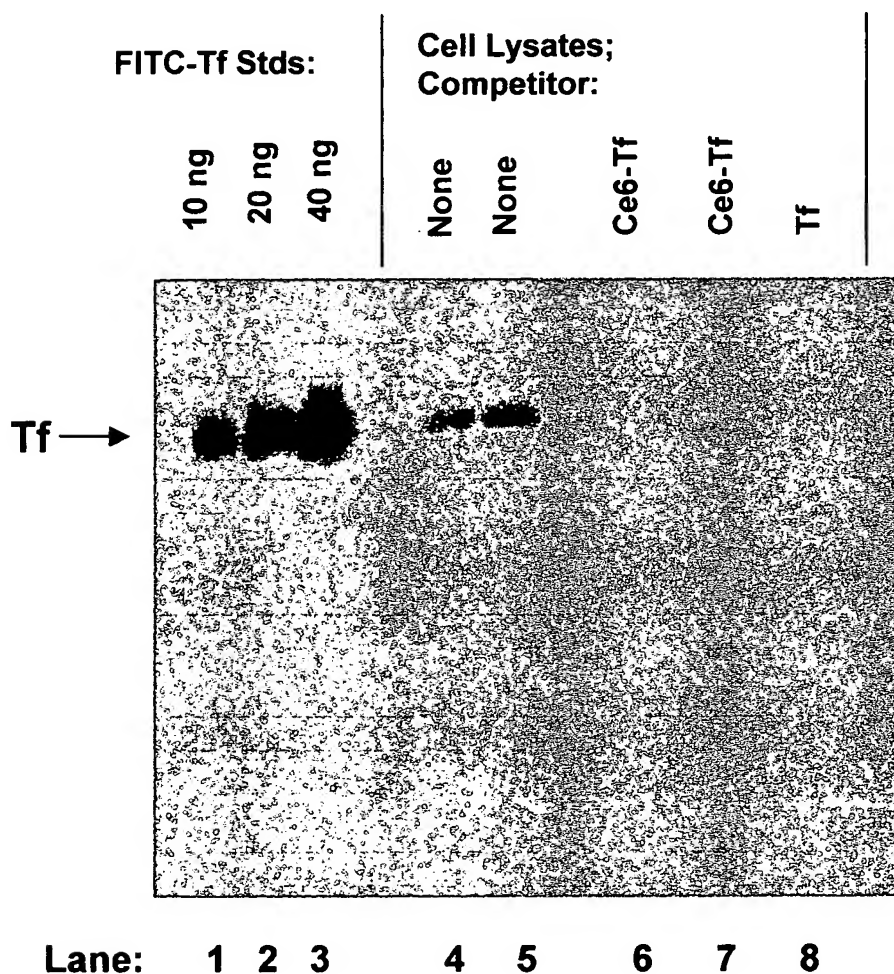 FITC-Tf Stds:
Cell Lysates;
Competitor:
10 ng
20 ng
40 ng
None
None
Ce6-Tf
Ce6-Tf
Tf
Tf
Lane: 1 2 3 4 5 6 7 8